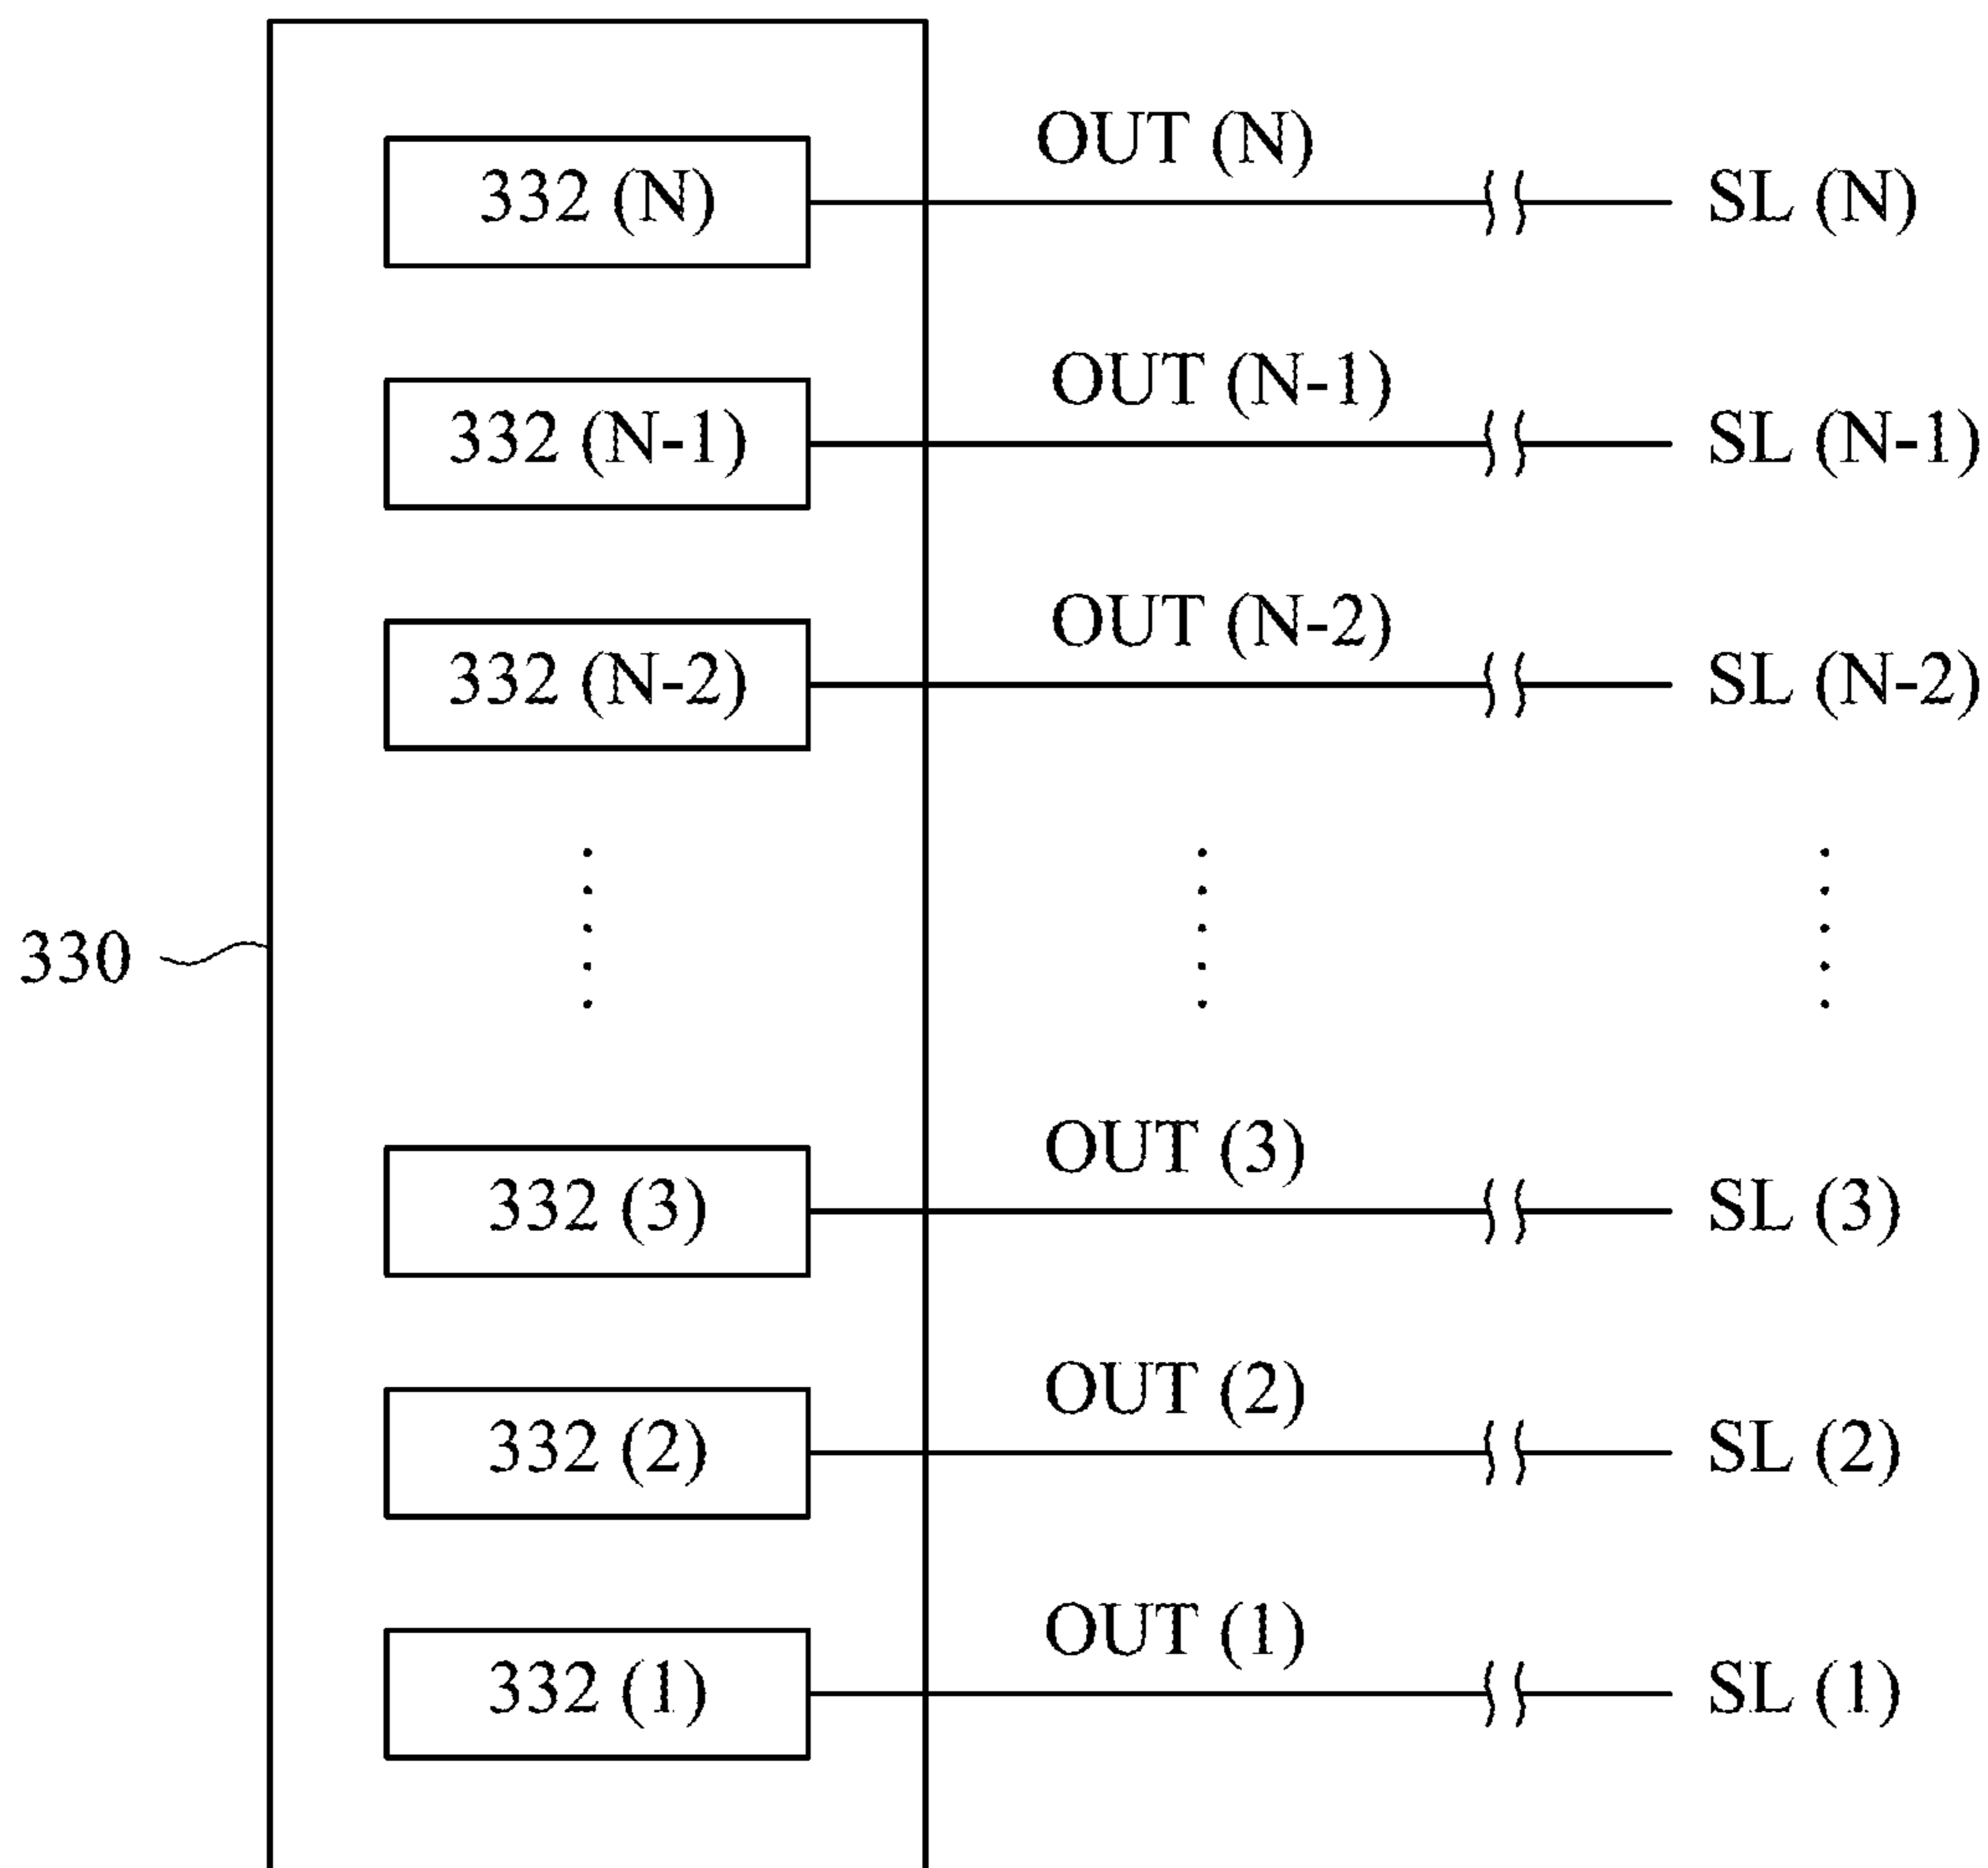 OUT (N)
332 (N)
SL (N)
OUT (N-1)
332 (N-1)
SL (N-1)
OUT (N-2)
332 (N-2)
SL (N-2)
330
OUT (3)
332 (3)
SL (3)
OUT (2)
332 (2)
SL (2)
OUT (1)
332 (1)
SL (1)